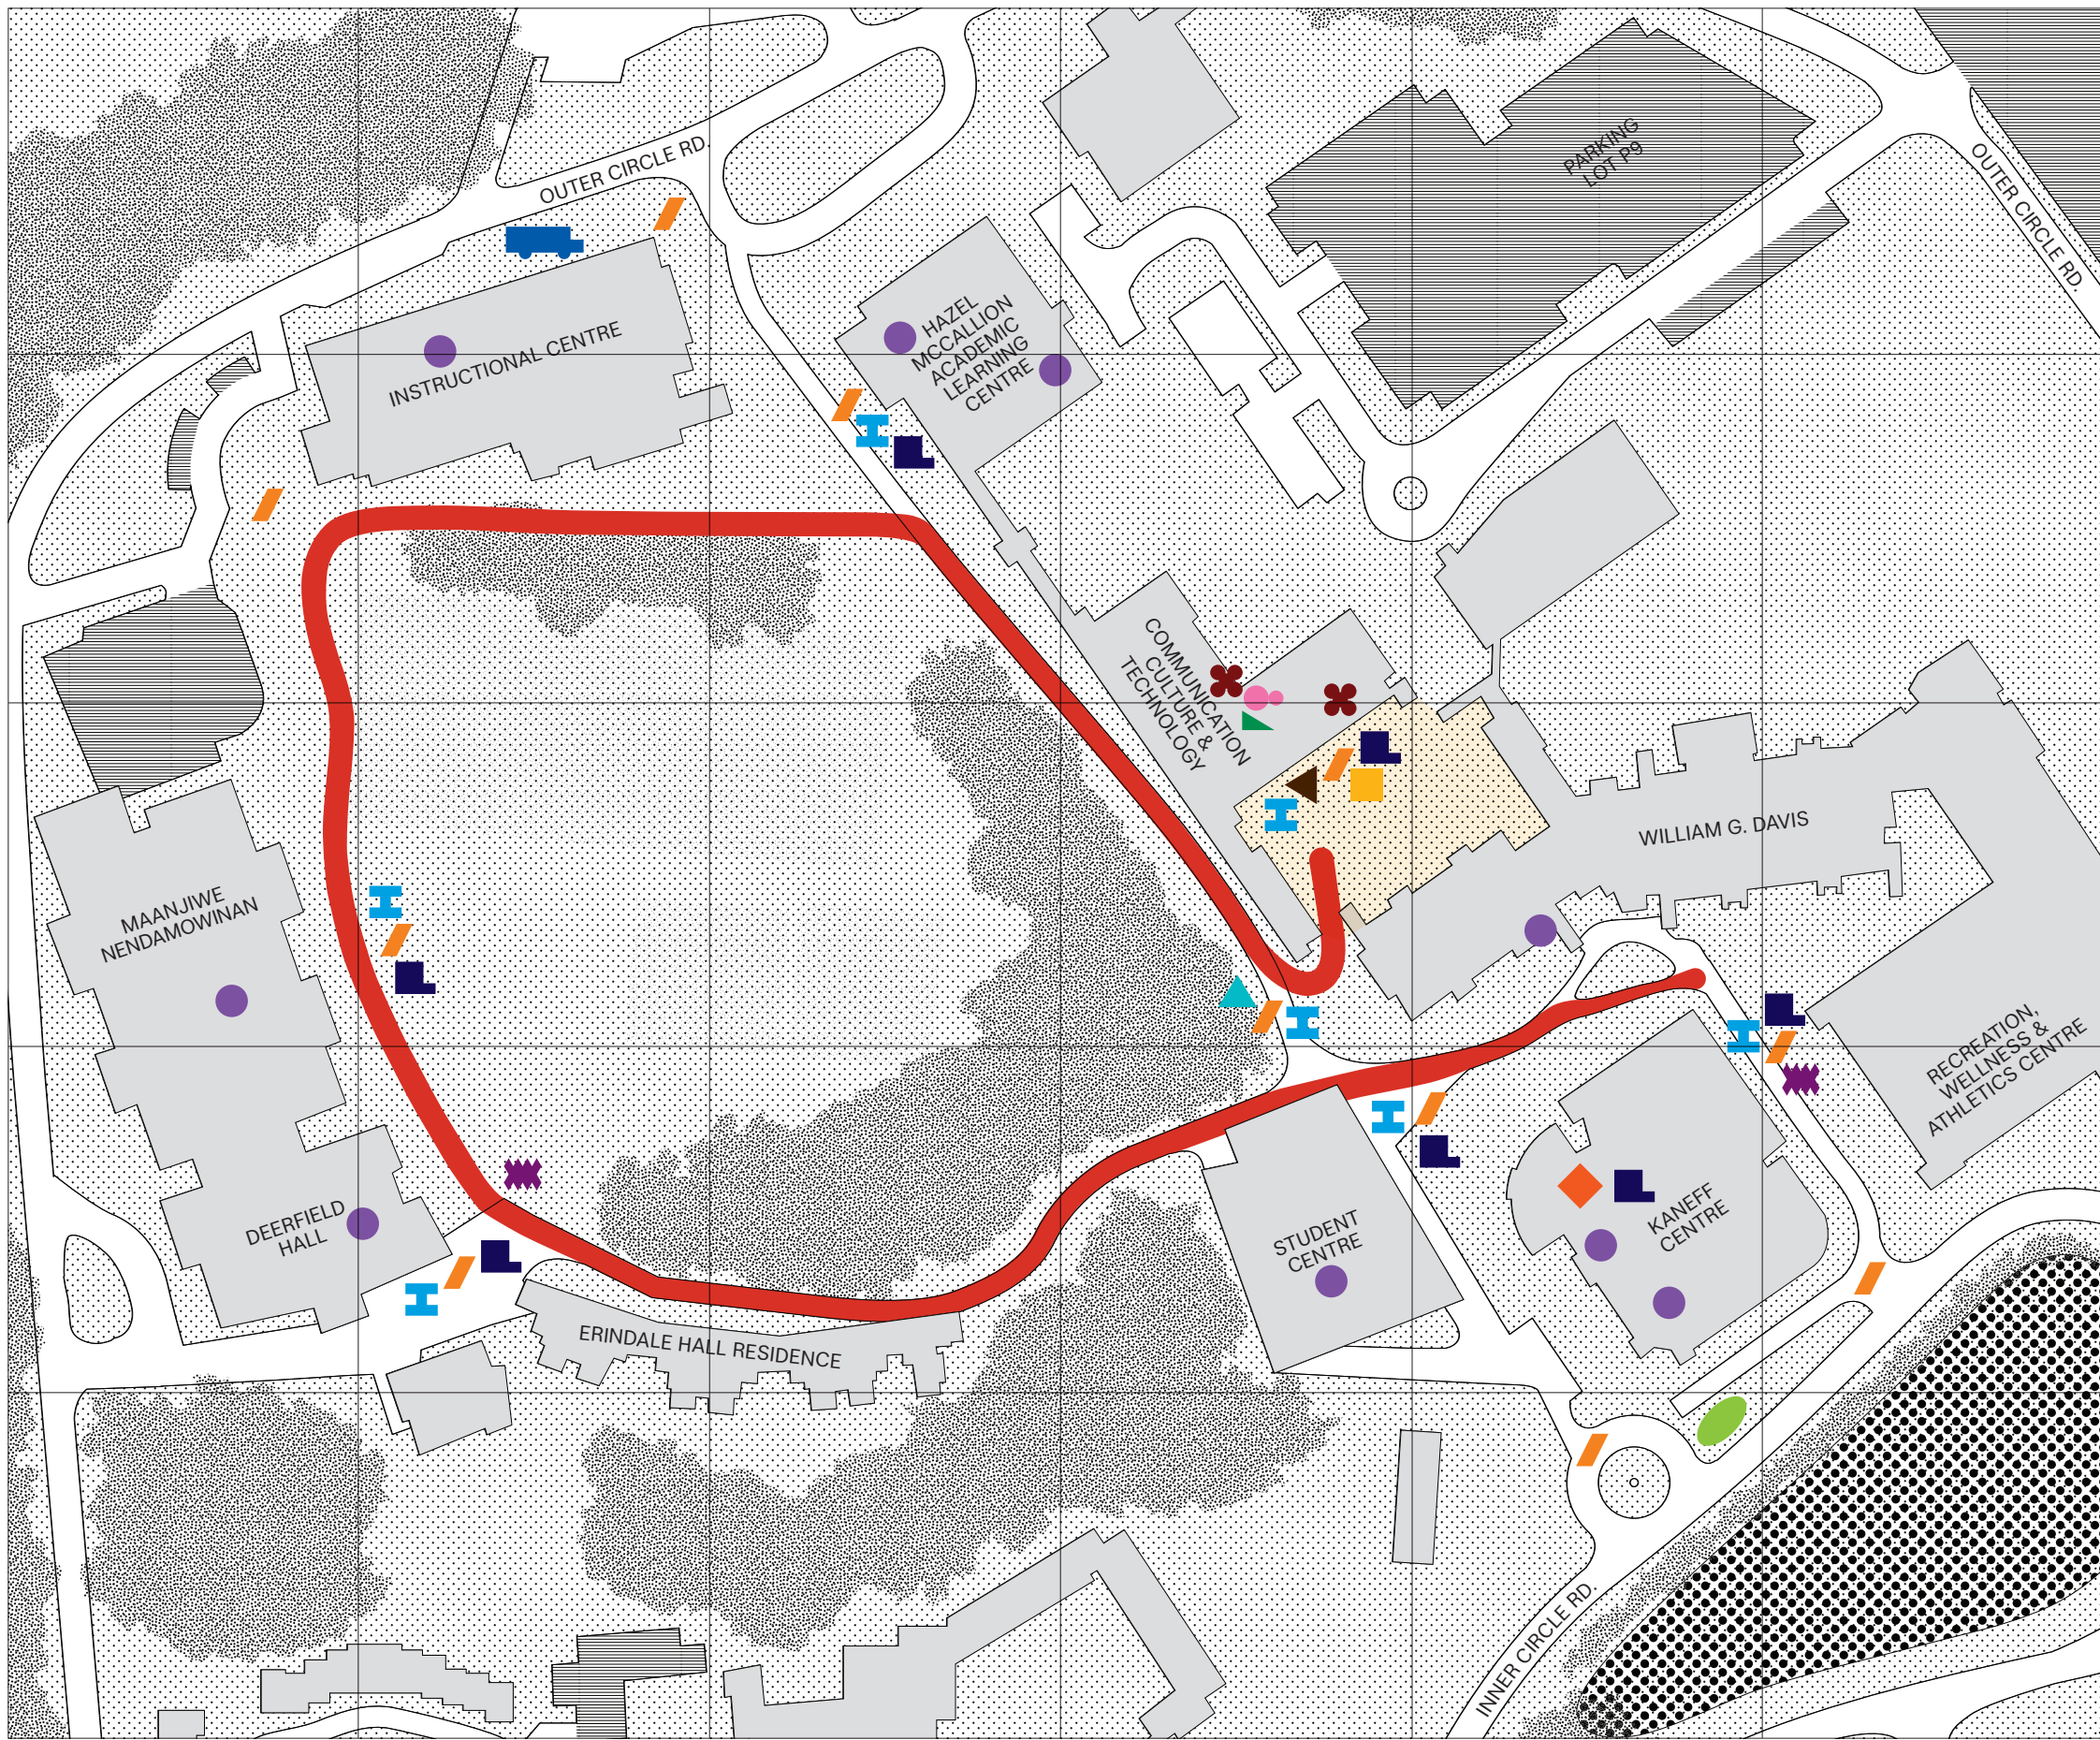 OUTER CIRCLE RD.
PARKING
LOT P9
OUTER CIRCLE RD.
INSTRUCTIONAL CENTRE
HAZEL
MCCALLION
ACADEMIC
LEARNING
CENTRE
COMMUNICATION
CULTURE &
TECHNOLOGY
WILLIAM G. DAVIS
MAANJIWE
NENDAMOWINAN
RECREATION,
WELLNESS &
ATHLETICS CENTRE
DEERFIELD
HALL
STUDENT
CENTRE
KANEFF
CENTRE
ERINDALE HALL RESIDENCE
INNER CIRCLE RD.